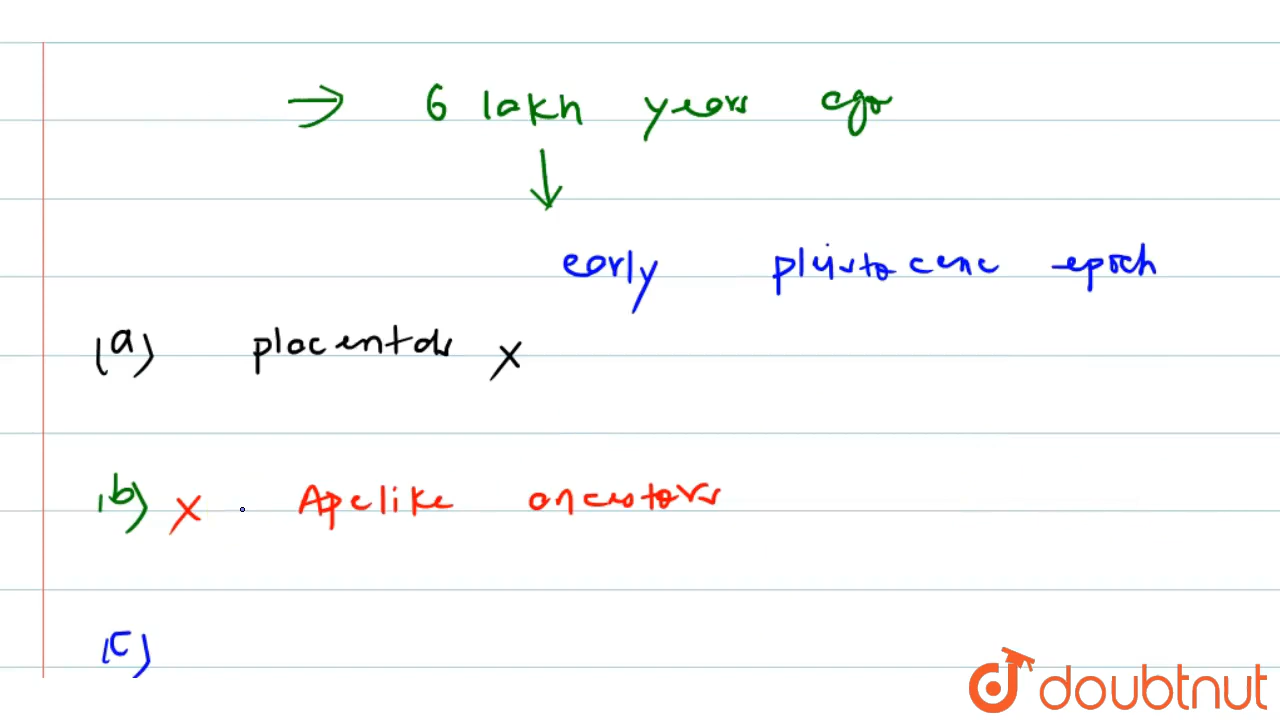 → 6 lakh years ago
↓
early pleistocene epoch
(a) placentals X
(b) X . Apelike ancestors
(c)
doubtnut